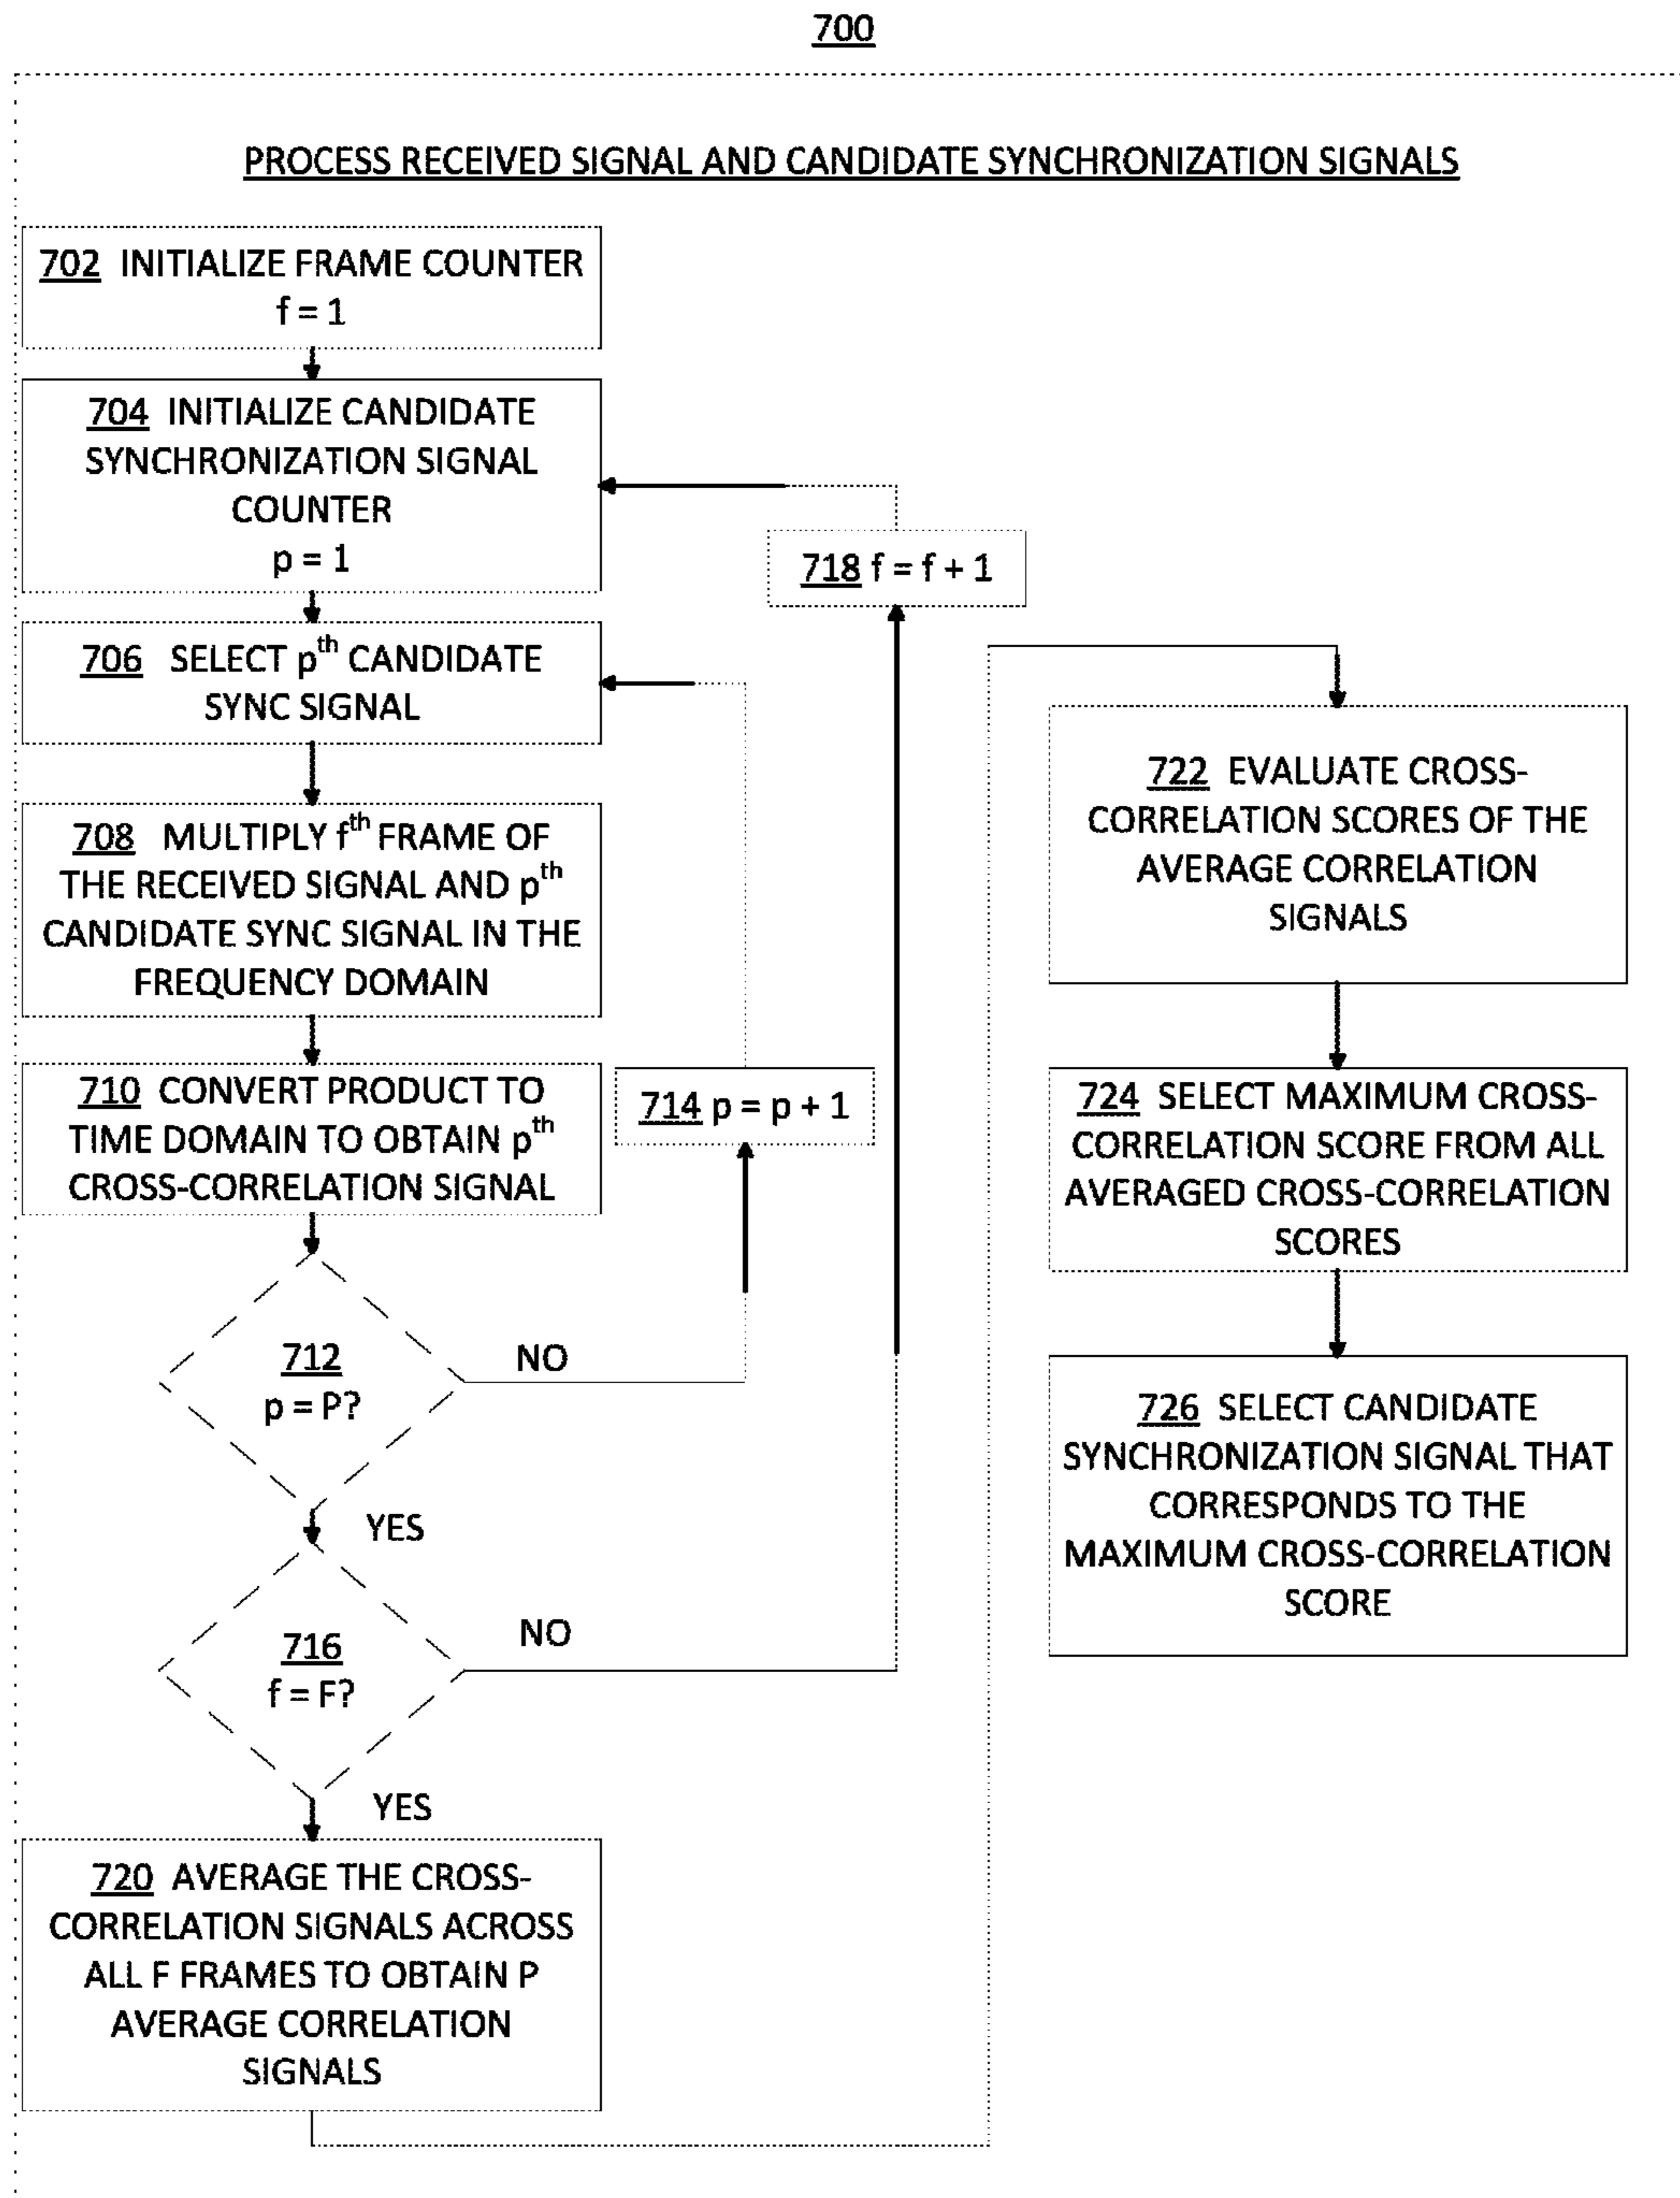 700
PROCESS RECEIVED SIGNAL AND CANDIDATE SYNCHRONIZATION SIGNALS
702 INITIALIZE FRAME COUNTER
f = 1
704 INITIALIZE CANDIDATE
SYNCHRONIZATION SIGNAL
COUNTER
p = 1
706 SELECT pth CANDIDATE
SYNC SIGNAL
708 MULTIPLY fth FRAME OF
THE RECEIVED SIGNAL AND pth
CANDIDATE SYNC SIGNAL IN THE
FREQUENCY DOMAIN
710 CONVERT PRODUCT TO
TIME DOMAIN TO OBTAIN pth
CROSS-CORRELATION SIGNAL
712
p = P?
NO
714 p = p + 1
YES
716
f = F?
NO
718 f = f + 1
YES
720 AVERAGE THE CROSS-
CORRELATION SIGNALS ACROSS
ALL F FRAMES TO OBTAIN P
AVERAGE CORRELATION
SIGNALS
722 EVALUATE CROSS-
CORRELATION SCORES OF THE
AVERAGE CORRELATION
SIGNALS
724 SELECT MAXIMUM CROSS-
CORRELATION SCORE FROM ALL
AVERAGED CROSS-CORRELATION
SCORES
726 SELECT CANDIDATE
SYNCHRONIZATION SIGNAL THAT
CORRESPONDS TO THE
MAXIMUM CROSS-CORRELATION
SCORE